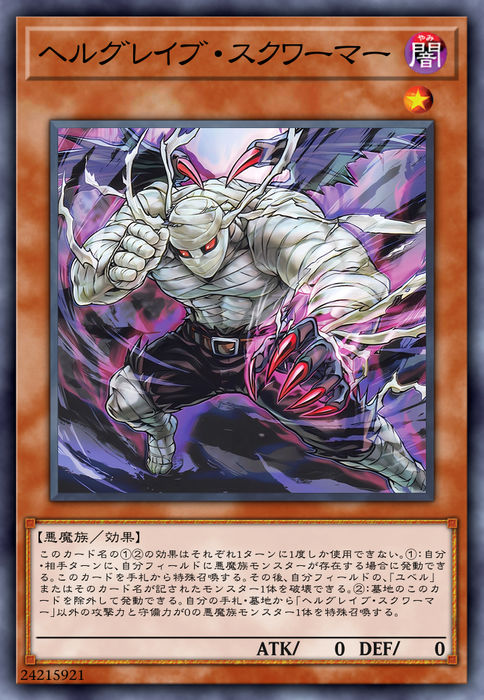 ヘルグレイブ・スクワーマー
やみ
闇
【悪魔族／効果】
このカード名の①②の効果はそれぞれ1ターンに1度しか使用できない。①：自分
・相手ターンに、自分フィールドに悪魔族モンスターが存在する場合に発動でき
る。このカードを手札から特殊召喚する。その後、自分フィールドの、「ユベル」
またはそのカード名が記されたモンスター1体を破壊できる。②：墓地のこのカ
ードを除外して発動できる。自分の手札・墓地から「ヘルグレイブ・スクワーマ
ー」以外の攻撃力と守備力が0の悪魔族モンスター1体を特殊召喚する。
ATK/ 0 DEF/ 0
24215921